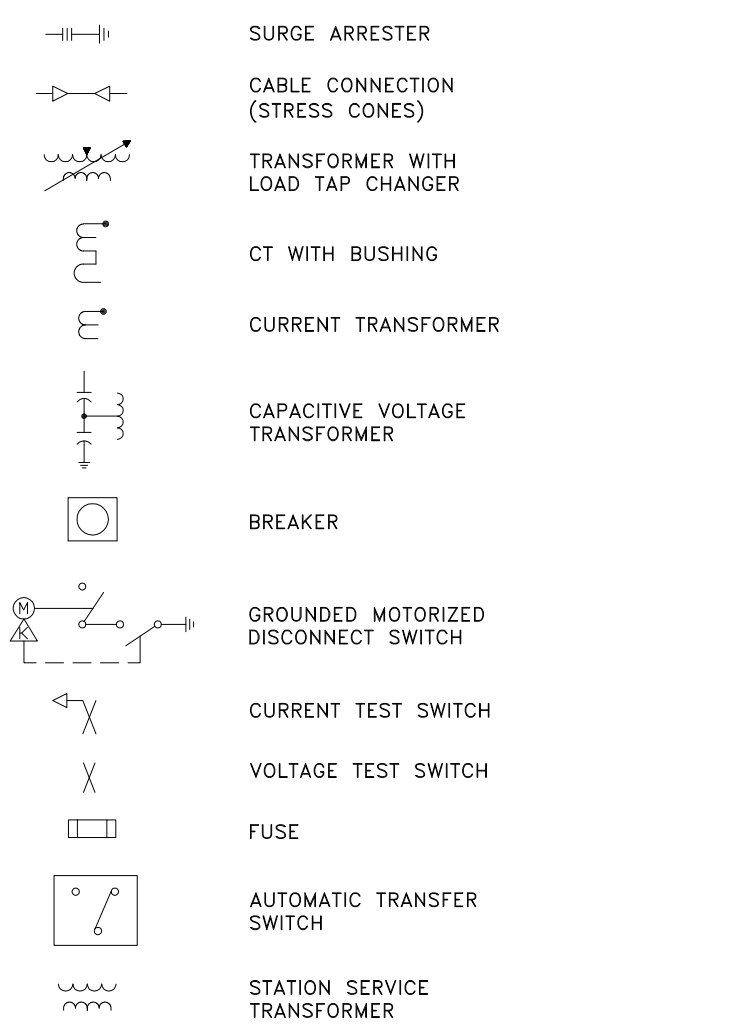 SURGE ARRESTER
CABLE CONNECTION
(STRESS CONES)
TRANSFORMER WITH
LOAD TAP CHANGER
CT WITH BUSHING
CURRENT TRANSFORMER
CAPACITIVE VOLTAGE
TRANSFORMER
BREAKER
M
K
GROUNDED MOTORIZED
DISCONNECT SWITCH
CURRENT TEST SWITCH
VOLTAGE TEST SWITCH
FUSE
AUTOMATIC TRANSFER
SWITCH
STATION SERVICE
TRANSFORMER